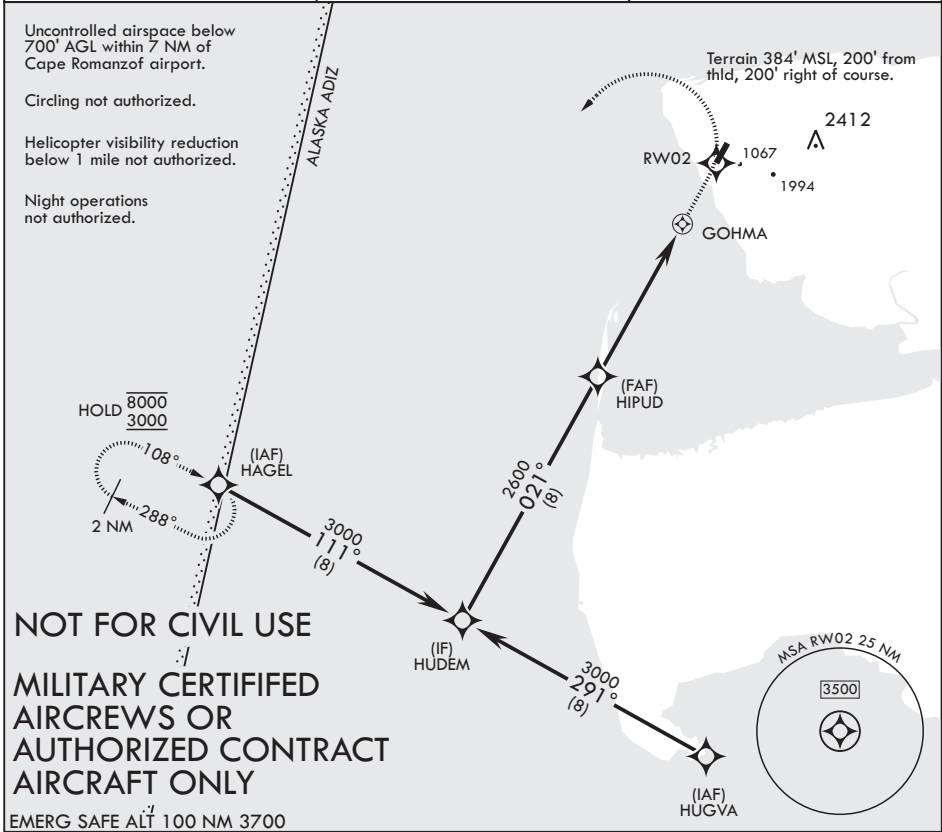 Uncontrolled airspace below
700' AGL within 7 NM of
Cape Romanzof airport.
Circling not authorized.
Helicopter visibility reduction
below 1 mile not authorized.
Night operations
not authorized.
ALASKA ADIZ
Terrain 384' MSL, 200' from
thld, 200' right of course.
2412
RW02
1067
1994
GOHMA
(FAF)
HIPUD
HOLD 8000
3000
108°
(IAF)
HAGEL
288°
2 NM
2600
021°
(8)
3000
111°
(8)
(IF)
HUDEM
3000
291°
(8)
(IAF)
HUGVA
MSA RW02 25 NM
3500
NOT FOR CIVIL USE
MILITARY CERTIFIFED
AIRCREWS OR
AUTHORIZED CONTRACT
AIRCRAFT ONLY
EMERG SAFE ALT 100 NM 3700